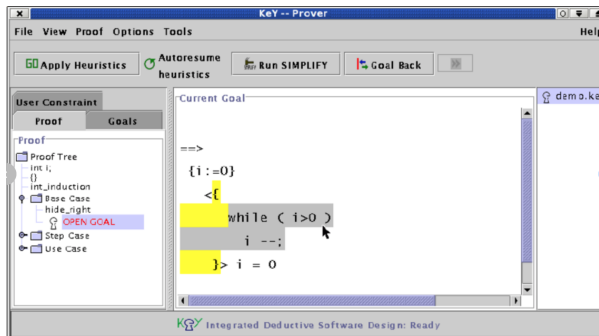 KeY -- Prover
File View Proof Options Tools
Help
GO Apply Heuristics
Autoresume
heuristics
Run SIMPLIFY
Goal Back
User Constraint
Proof Goals
Proof
Proof Tree
int i;
{}
int_induction
Base Case
hide_right
OPEN GOAL
Step Case
Use Case
Current Goal
==>
{i:=0}
<{
while ( i>0 )
i --;
}> i = 0
demo.ke
KeY Integrated Deductive Software Design: Ready